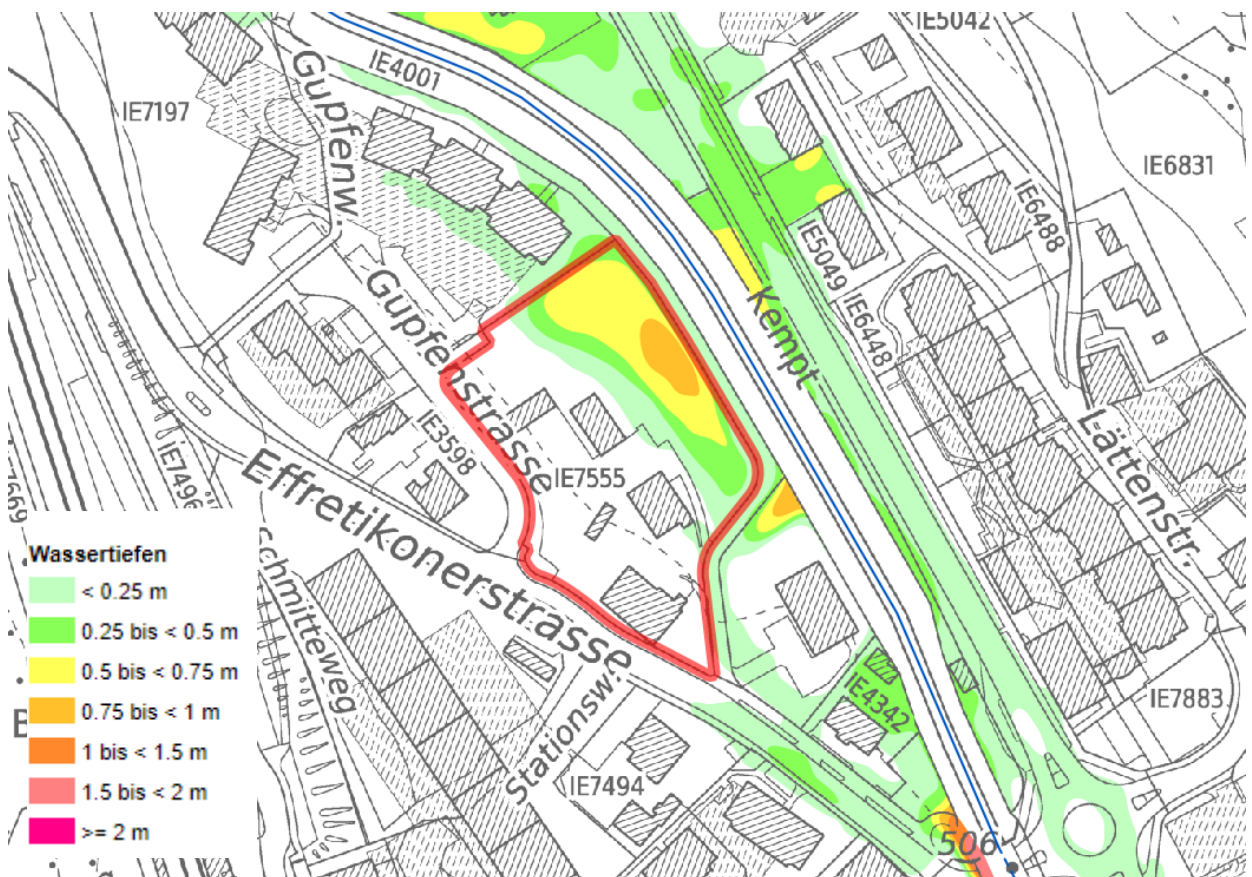 IE5042
IE4001
Gupfenw.
IE7197
IE6831
IE6488
IE5049
IE6448
Kempt
Gupfenstrasse
IE3598
IE7555
Lättenstr.
IE7496
Effretikonerstrasse
Schmitteweg
Stationsw.
IE4342
IE7883
IE7494
506
Wassertiefen
< 0.25 m
0.25 bis < 0.5 m
0.5 bis < 0.75 m
0.75 bis < 1 m
1 bis < 1.5 m
1.5 bis < 2 m
>= 2 m